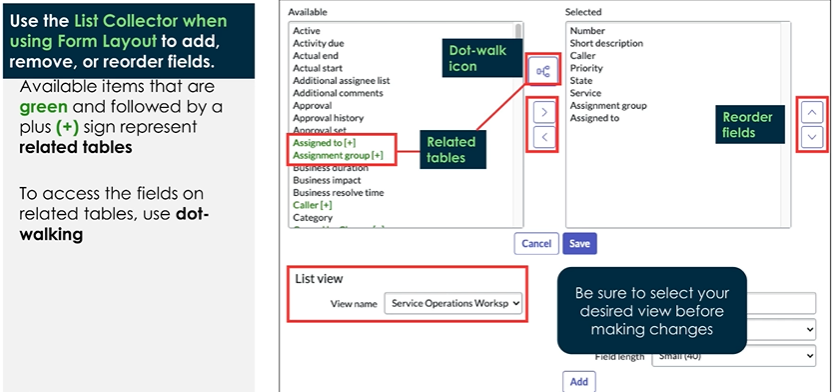 Use the List Collector when
using Form Layout to add,
remove, or reorder fields.
Available items that are
green and followed by a
plus (+) sign represent
related tables
To access the fields on
related tables, use dot-
walking
Available
Active
Activity due
Actual end
Actual start
Additional assignee list
Additional comments
Approval
Approval history
Approval set
Assigned to [+]
Assignment group [+]
Business duration
Business impact
Business resolve time
Caller [+]
Category
Dot-walk
icon
Related
tables
Selected
Number
Short description
Caller
Priority
State
Service
Assignment group
Assigned to
Reorder
fields
Cancel
Save
List view
View name
Service Operations Worksp
Be sure to select your
desired view before
making changes
Field length
Small (40)
Add